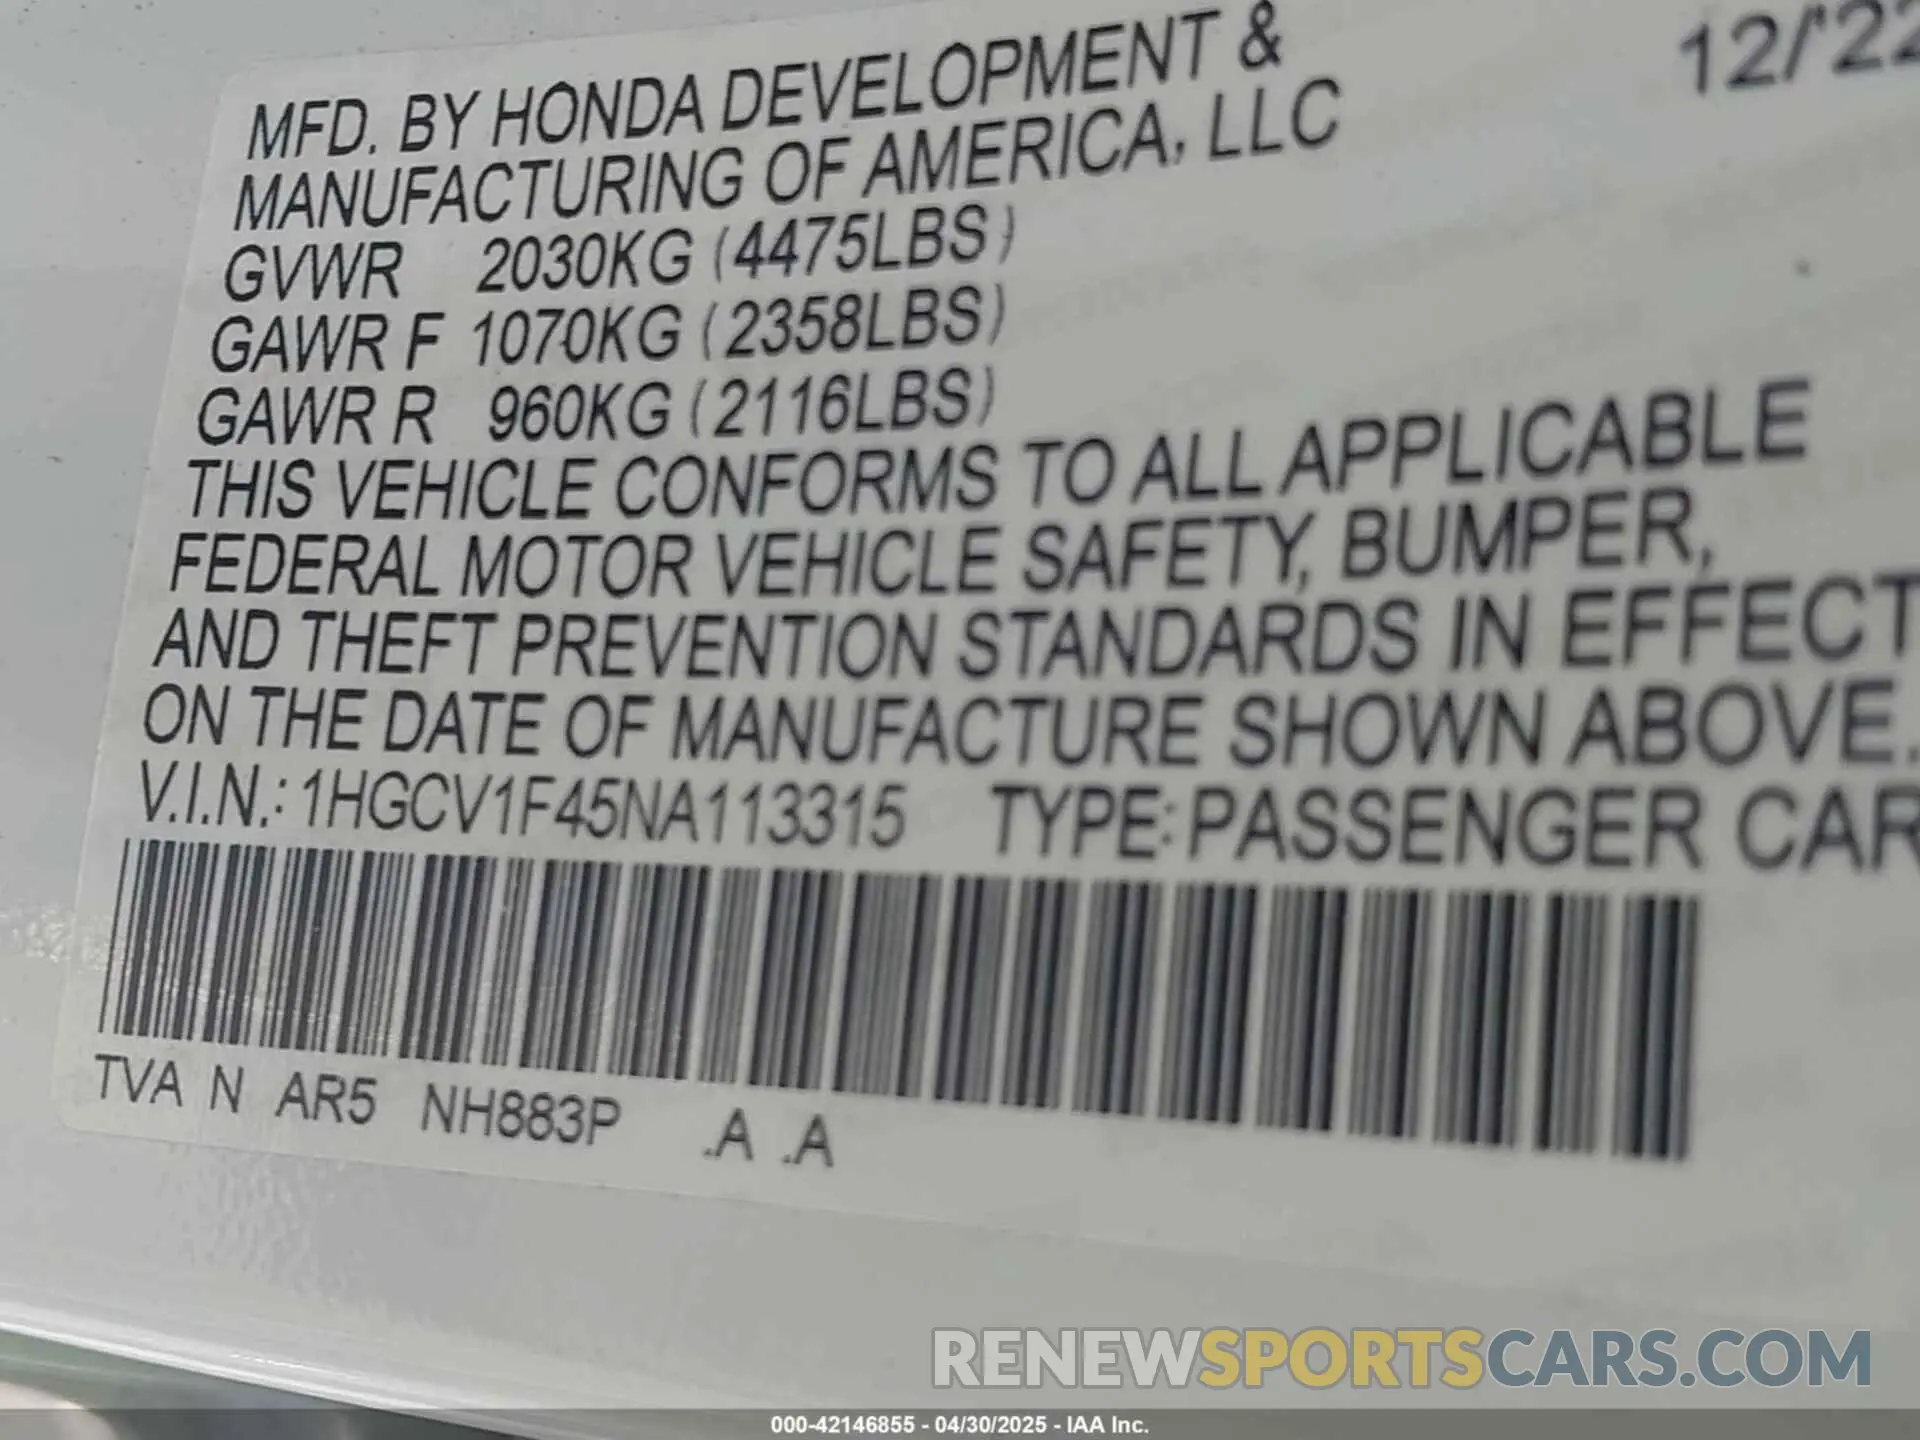 12/'22
MFD. BY HONDA DEVELOPMENT &
MANUFACTURING OF AMERICA, LLC
GVWR 2030KG (4475LBS)
GAWR F 1070KG (2358LBS)
GAWR R 960KG (2116LBS)
THIS VEHICLE CONFORMS TO ALL APPLICABLE
FEDERAL MOTOR VEHICLE SAFETY, BUMPER,
AND THEFT PREVENTION STANDARDS IN EFFECT
ON THE DATE OF MANUFACTURE SHOWN ABOVE.
V.I.N.: 1HGCV1F45NA113315 TYPE: PASSENGER CAR
TVA N AR5 NH883P .A .A
RENEWSPORTSCARS.COM
000-42146855 - 04/30/2025 - IAA Inc.